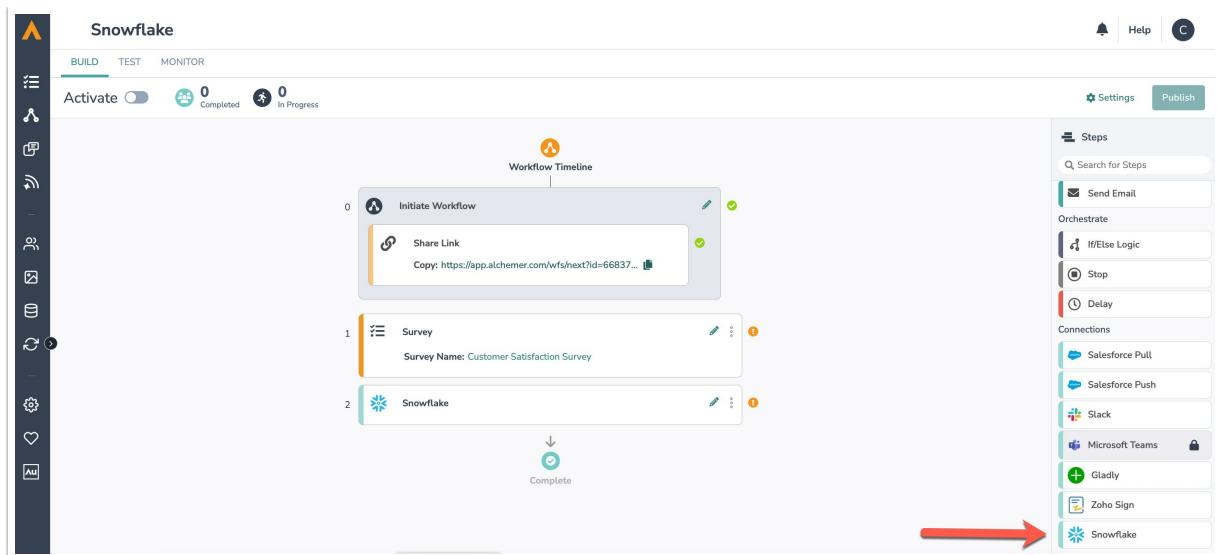 Snowflake
Help
C
BUILD TEST MONITOR
Activate
0
Completed
0
In Progress
Settings
Publish
Workflow Timeline
0
Initiate Workflow
Share Link
Copy: https://app.alchemer.com/wfs/next?id=66837...
1
Survey
Survey Name: Customer Satisfaction Survey
2
Snowflake
Complete
Steps
Search for Steps
Send Email
Orchestrate
If/Else Logic
Stop
Delay
Connections
Salesforce Pull
Salesforce Push
Slack
Microsoft Teams
Gladly
Zoho Sign
Snowflake
Au